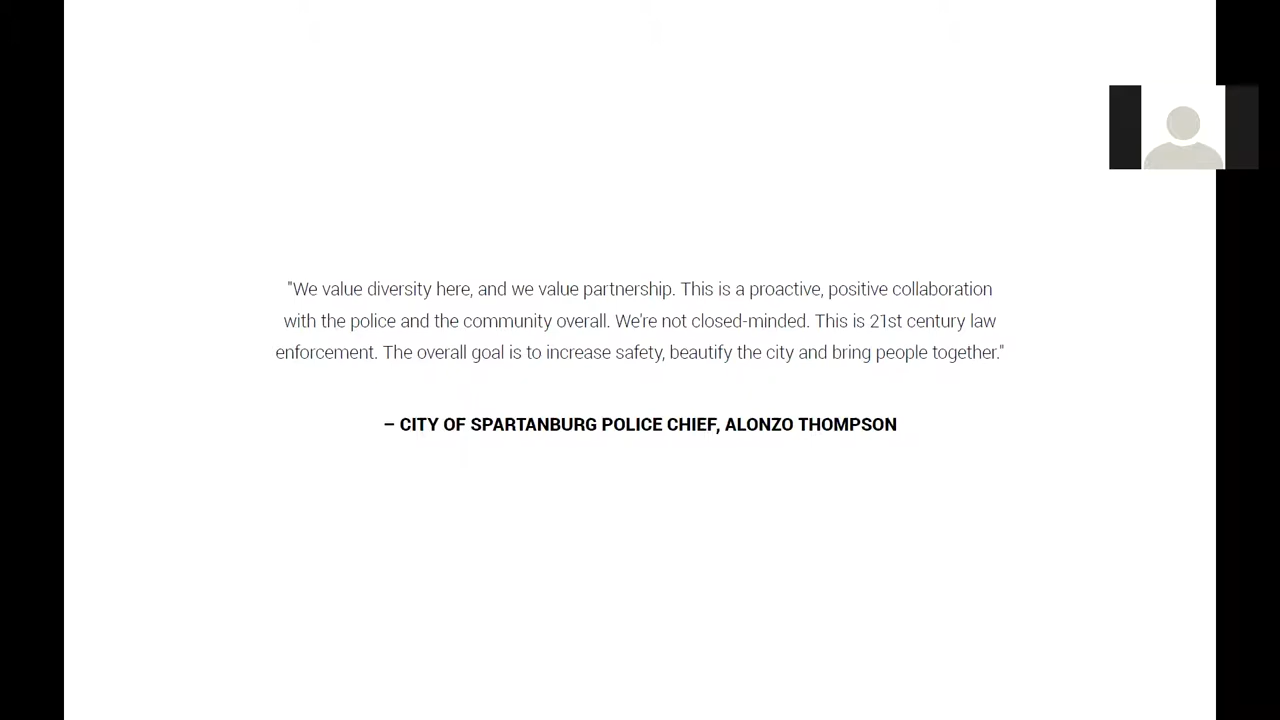 "We value diversity here, and we value partnership. This is a proactive, positive collaboration
with the police and the community overall. We're not closed-minded. This is 21st century law
enforcement. The overall goal is to increase safety, beautify the city and bring people together."
– CITY OF SPARTANBURG POLICE CHIEF, ALONZO THOMPSON